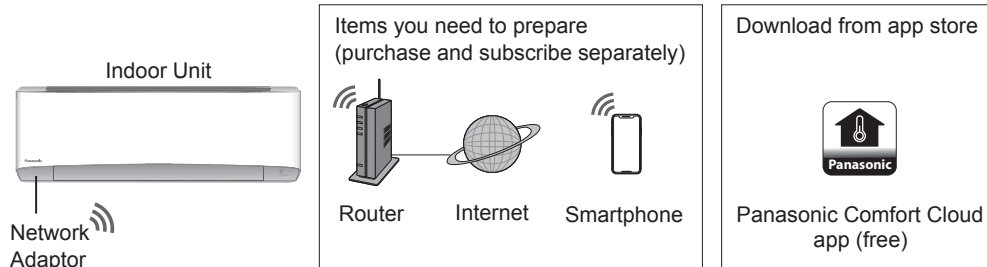 Indoor Unit
Panasonic
Network
Adaptor
Items you need to prepare
(purchase and subscribe separately)
Router
Internet
Smartphone
Download from app store
Panasonic
Panasonic Comfort Cloud
app (free)